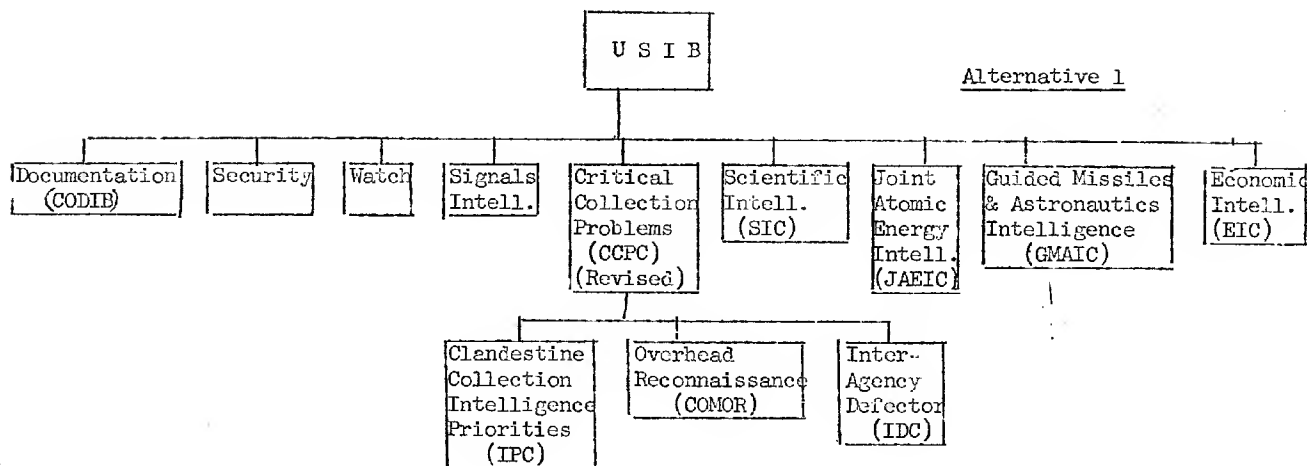 U S I B
Alternative 1
Documentation
(CODIB)
Security
Watch
Signals
Intell.
Critical
Collection
Problems
(CCPC)
(Revised)
Scientific
Intell.
(SIC)
Joint
Atomic
Energy
Intell.
(JAEIC)
Guided Missiles
& Astronautics
Intelligence
(GMAIC)
Economic
Intell.
(EIC)
Clandestine
Collection
Intelligence
Priorities
(IPC)
Overhead
Reconnaissance
(COMOR)
Inter-
Agency
Defector
(IDC)